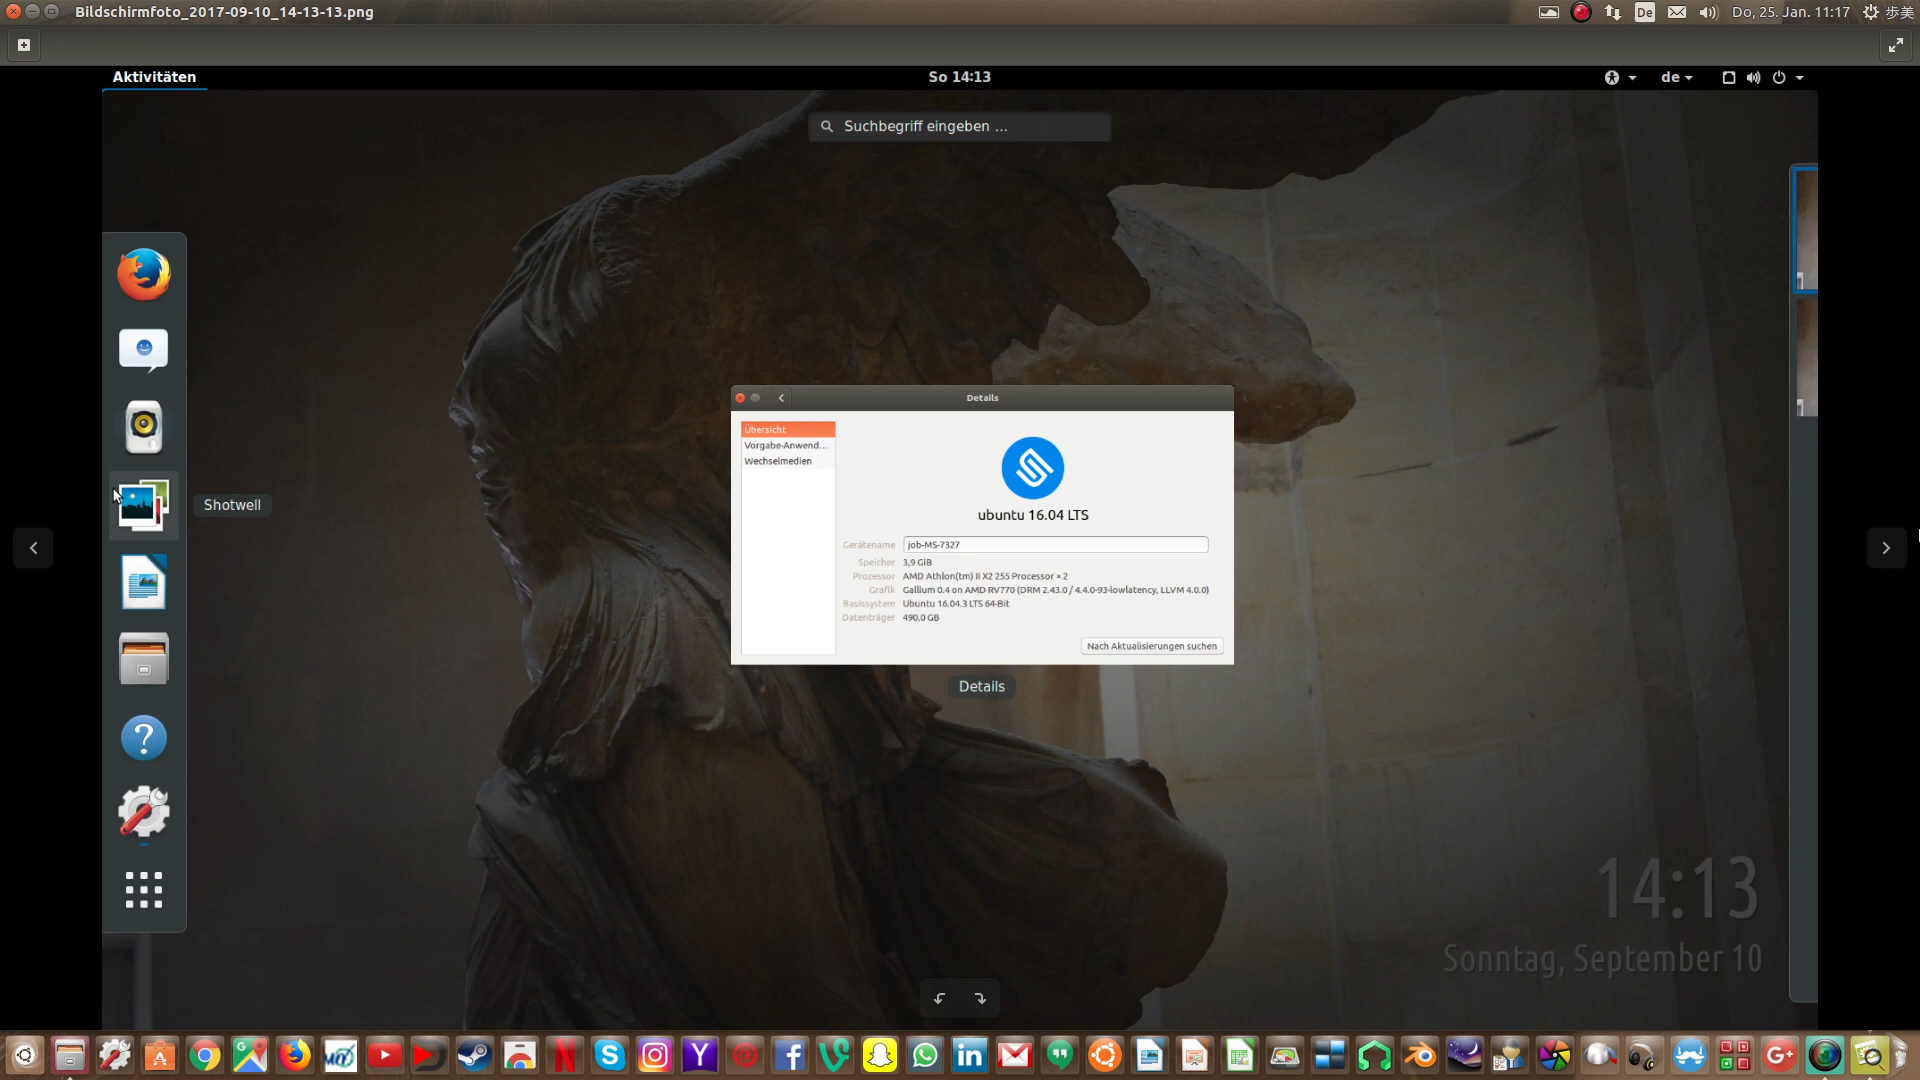 Bildschirmfoto_2017-09-10_14-13-13.png
De
Do, 25. Jan. 11:17
歩美
Aktivitäten
So 14:13
de
Suchbegriff eingeben ...
Shotwell
Details
Übersicht
Vorgabe-Anwend...
Wechselmedien
ubuntu 16.04 LTS
Gerätename job-MS-7327
Speicher 3,9 GiB
Prozessor AMD Athlon(tm) II X2 255 Processor × 2
Grafik Gallium 0.4 on AMD RV770 (DRM 2.43.0 / 4.4.0-93-lowlatency, LLVM 4.0.0)
Basissystem Ubuntu 16.04.3 LTS 64-Bit
Datenträger 490,0 GB
Nach Aktualisierungen suchen
Details
14:13
Sonntag, September 10